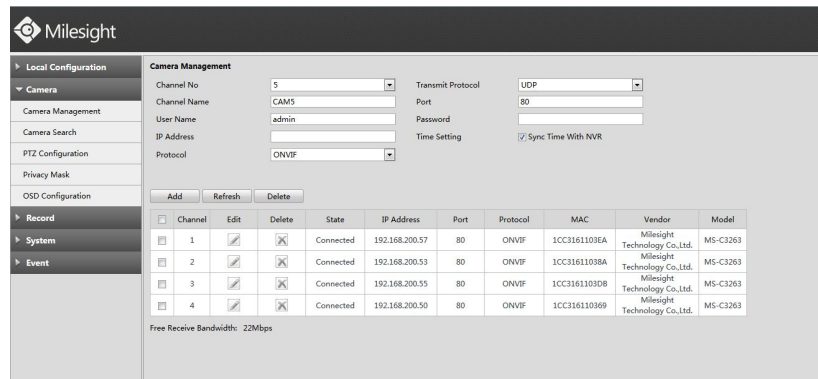 Milesight
Local Configuration
Camera
Camera Management
Camera Search
PTZ Configuration
Privacy Mask
OSD Configuration
Record
System
Event
Camera Management
Channel No 5 Transmit Protocol UDP
Channel Name CAM5 Port 80
User Name admin Password
IP Address Time Setting Sync Time With NVR
Protocol ONVIF
Add Refresh Delete
Channel Edit Delete State IP Address Port Protocol MAC Vendor Model
1 Connected 192.168.200.57 80 ONVIF 1CC3161103EA Milesight Technology Co.,Ltd. MS-C3263
2 Connected 192.168.200.53 80 ONVIF 1CC31611038A Milesight Technology Co.,Ltd. MS-C3263
3 Connected 192.168.200.55 80 ONVIF 1CC3161103DB Milesight Technology Co.,Ltd. MS-C3263
4 Connected 192.168.200.50 80 ONVIF 1CC316110369 Milesight Technology Co.,Ltd. MS-C3263
Free Receive Bandwidth: 22Mbps